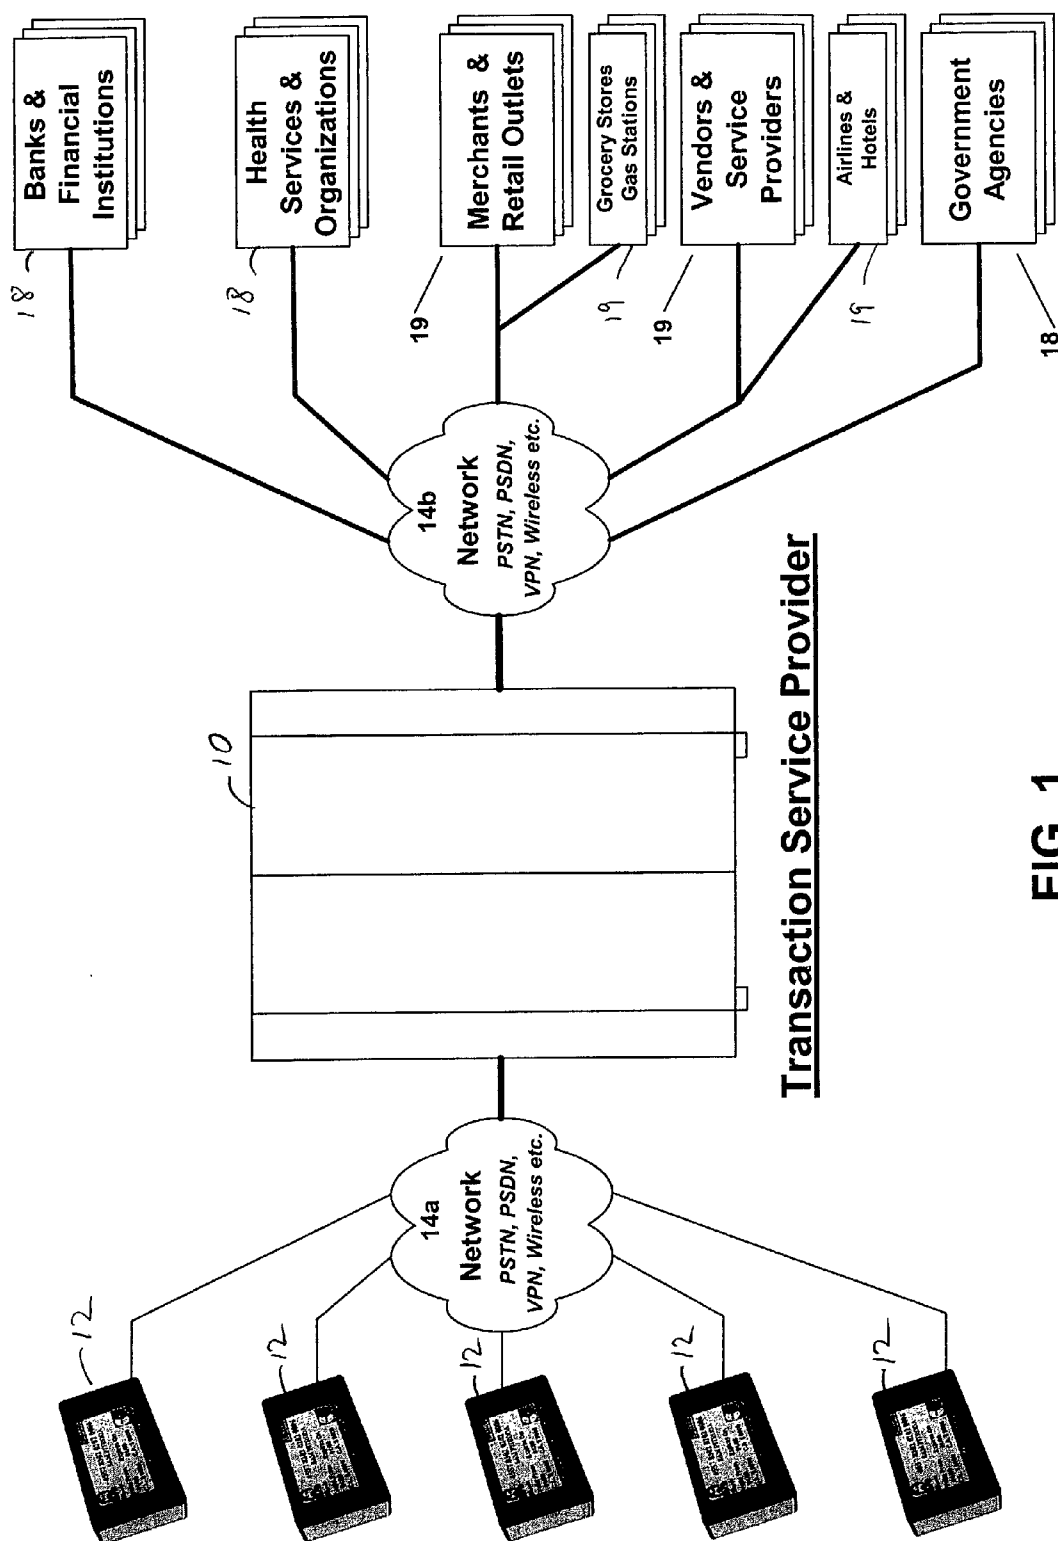 12
12
12
12
12
14a
Network
PSTN, PSDN,
VPN, Wireless etc.
10
Transaction Service Provider
14b
Network
PSTN, PSDN,
VPN, Wireless etc.
18
Banks &
Financial
Institutions
18
Health
Services &
Organizations
19
Merchants &
Retail Outlets
19
Grocery Stores
Gas Stations
19
Vendors &
Service
Providers
19
Airlines &
Hotels
18
Government
Agencies
FIG. 1